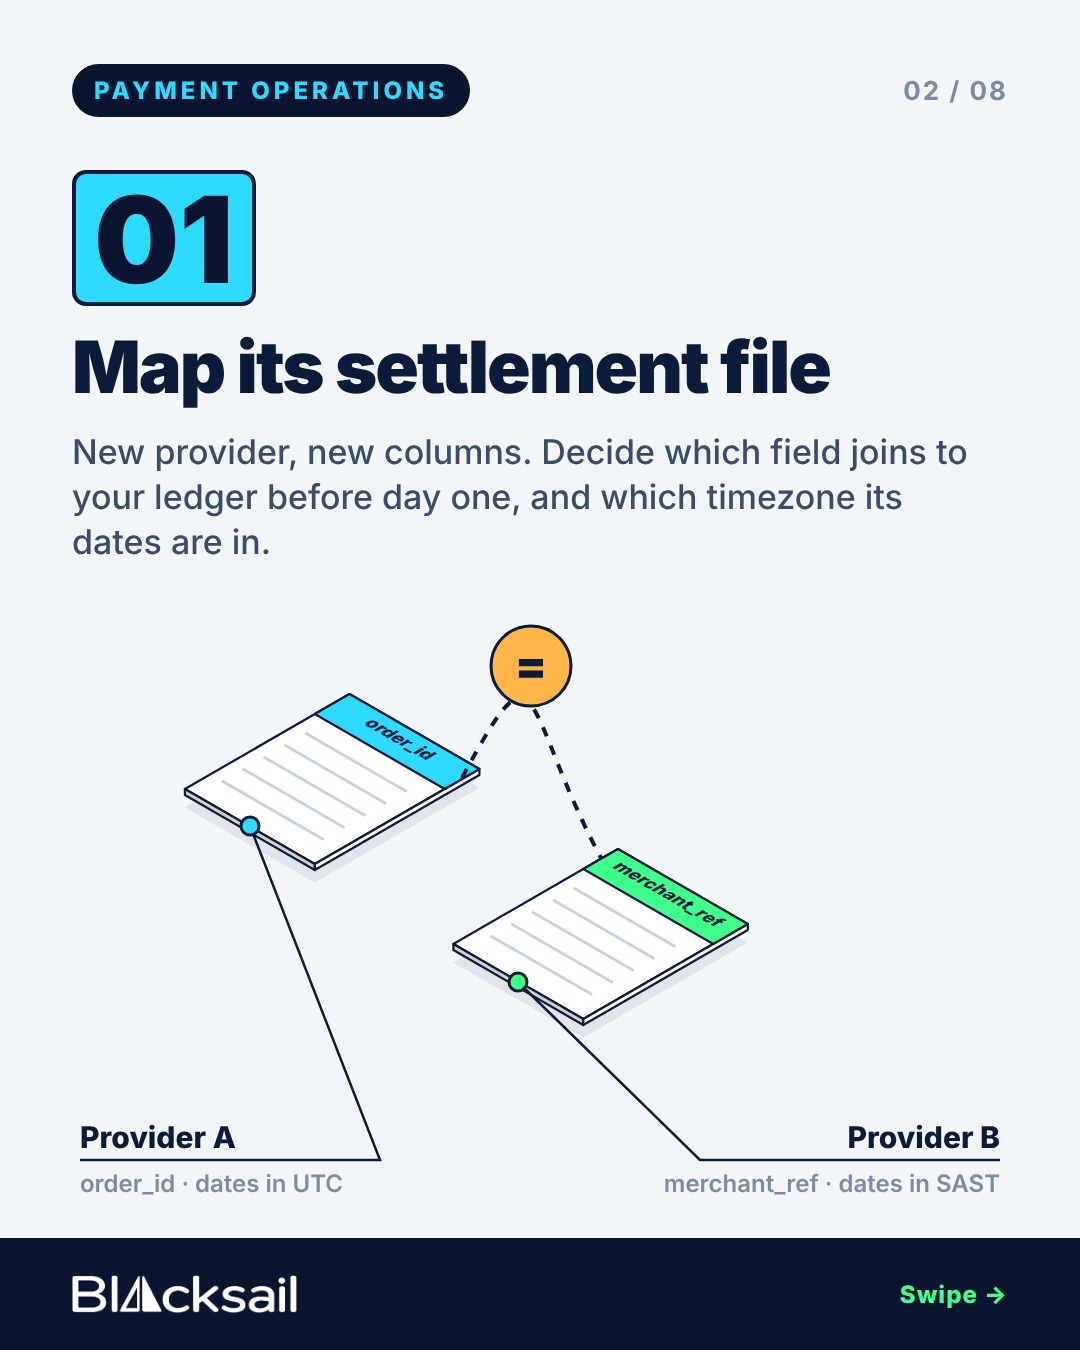 PAYMENT OPERATIONS
02 / 08
01
Map its settlement file
New provider, new columns. Decide which field joins to
your ledger before day one, and which timezone its
dates are in.
=
order_id
merchant_ref
Provider A
order_id · dates in UTC
Provider B
merchant_ref · dates in SAST
Blacksail
Swipe →